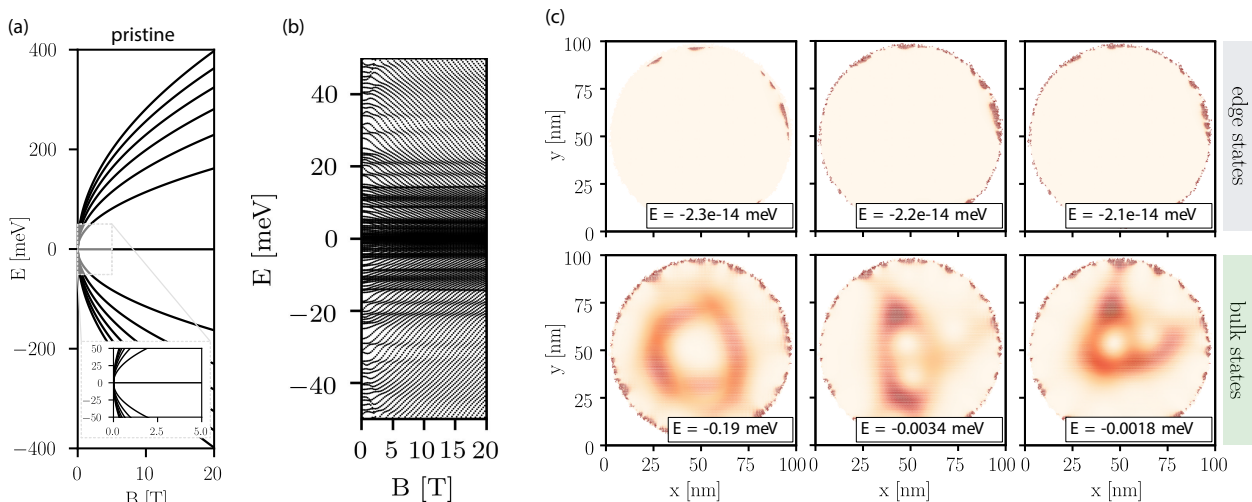 (a)
pristine
400
200
0
−200
−400
E [meV]
50
25
0
−25
−50
0.0
2.5
5.0
0
10
20
B [T]
(b)
40
20
0
−20
−40
E [meV]
0
5
10
15
20
B [T]
(c)
100
75
50
25
0
y [nm]
E = -2.3e-14 meV
E = -2.2e-14 meV
E = -2.1e-14 meV
edge states
100
75
50
25
0
y [nm]
E = -0.19 meV
E = -0.0034 meV
E = -0.0018 meV
bulk states
0
25
50
75
100
x [nm]
0
25
50
75
100
x [nm]
0
25
50
75
100
x [nm]